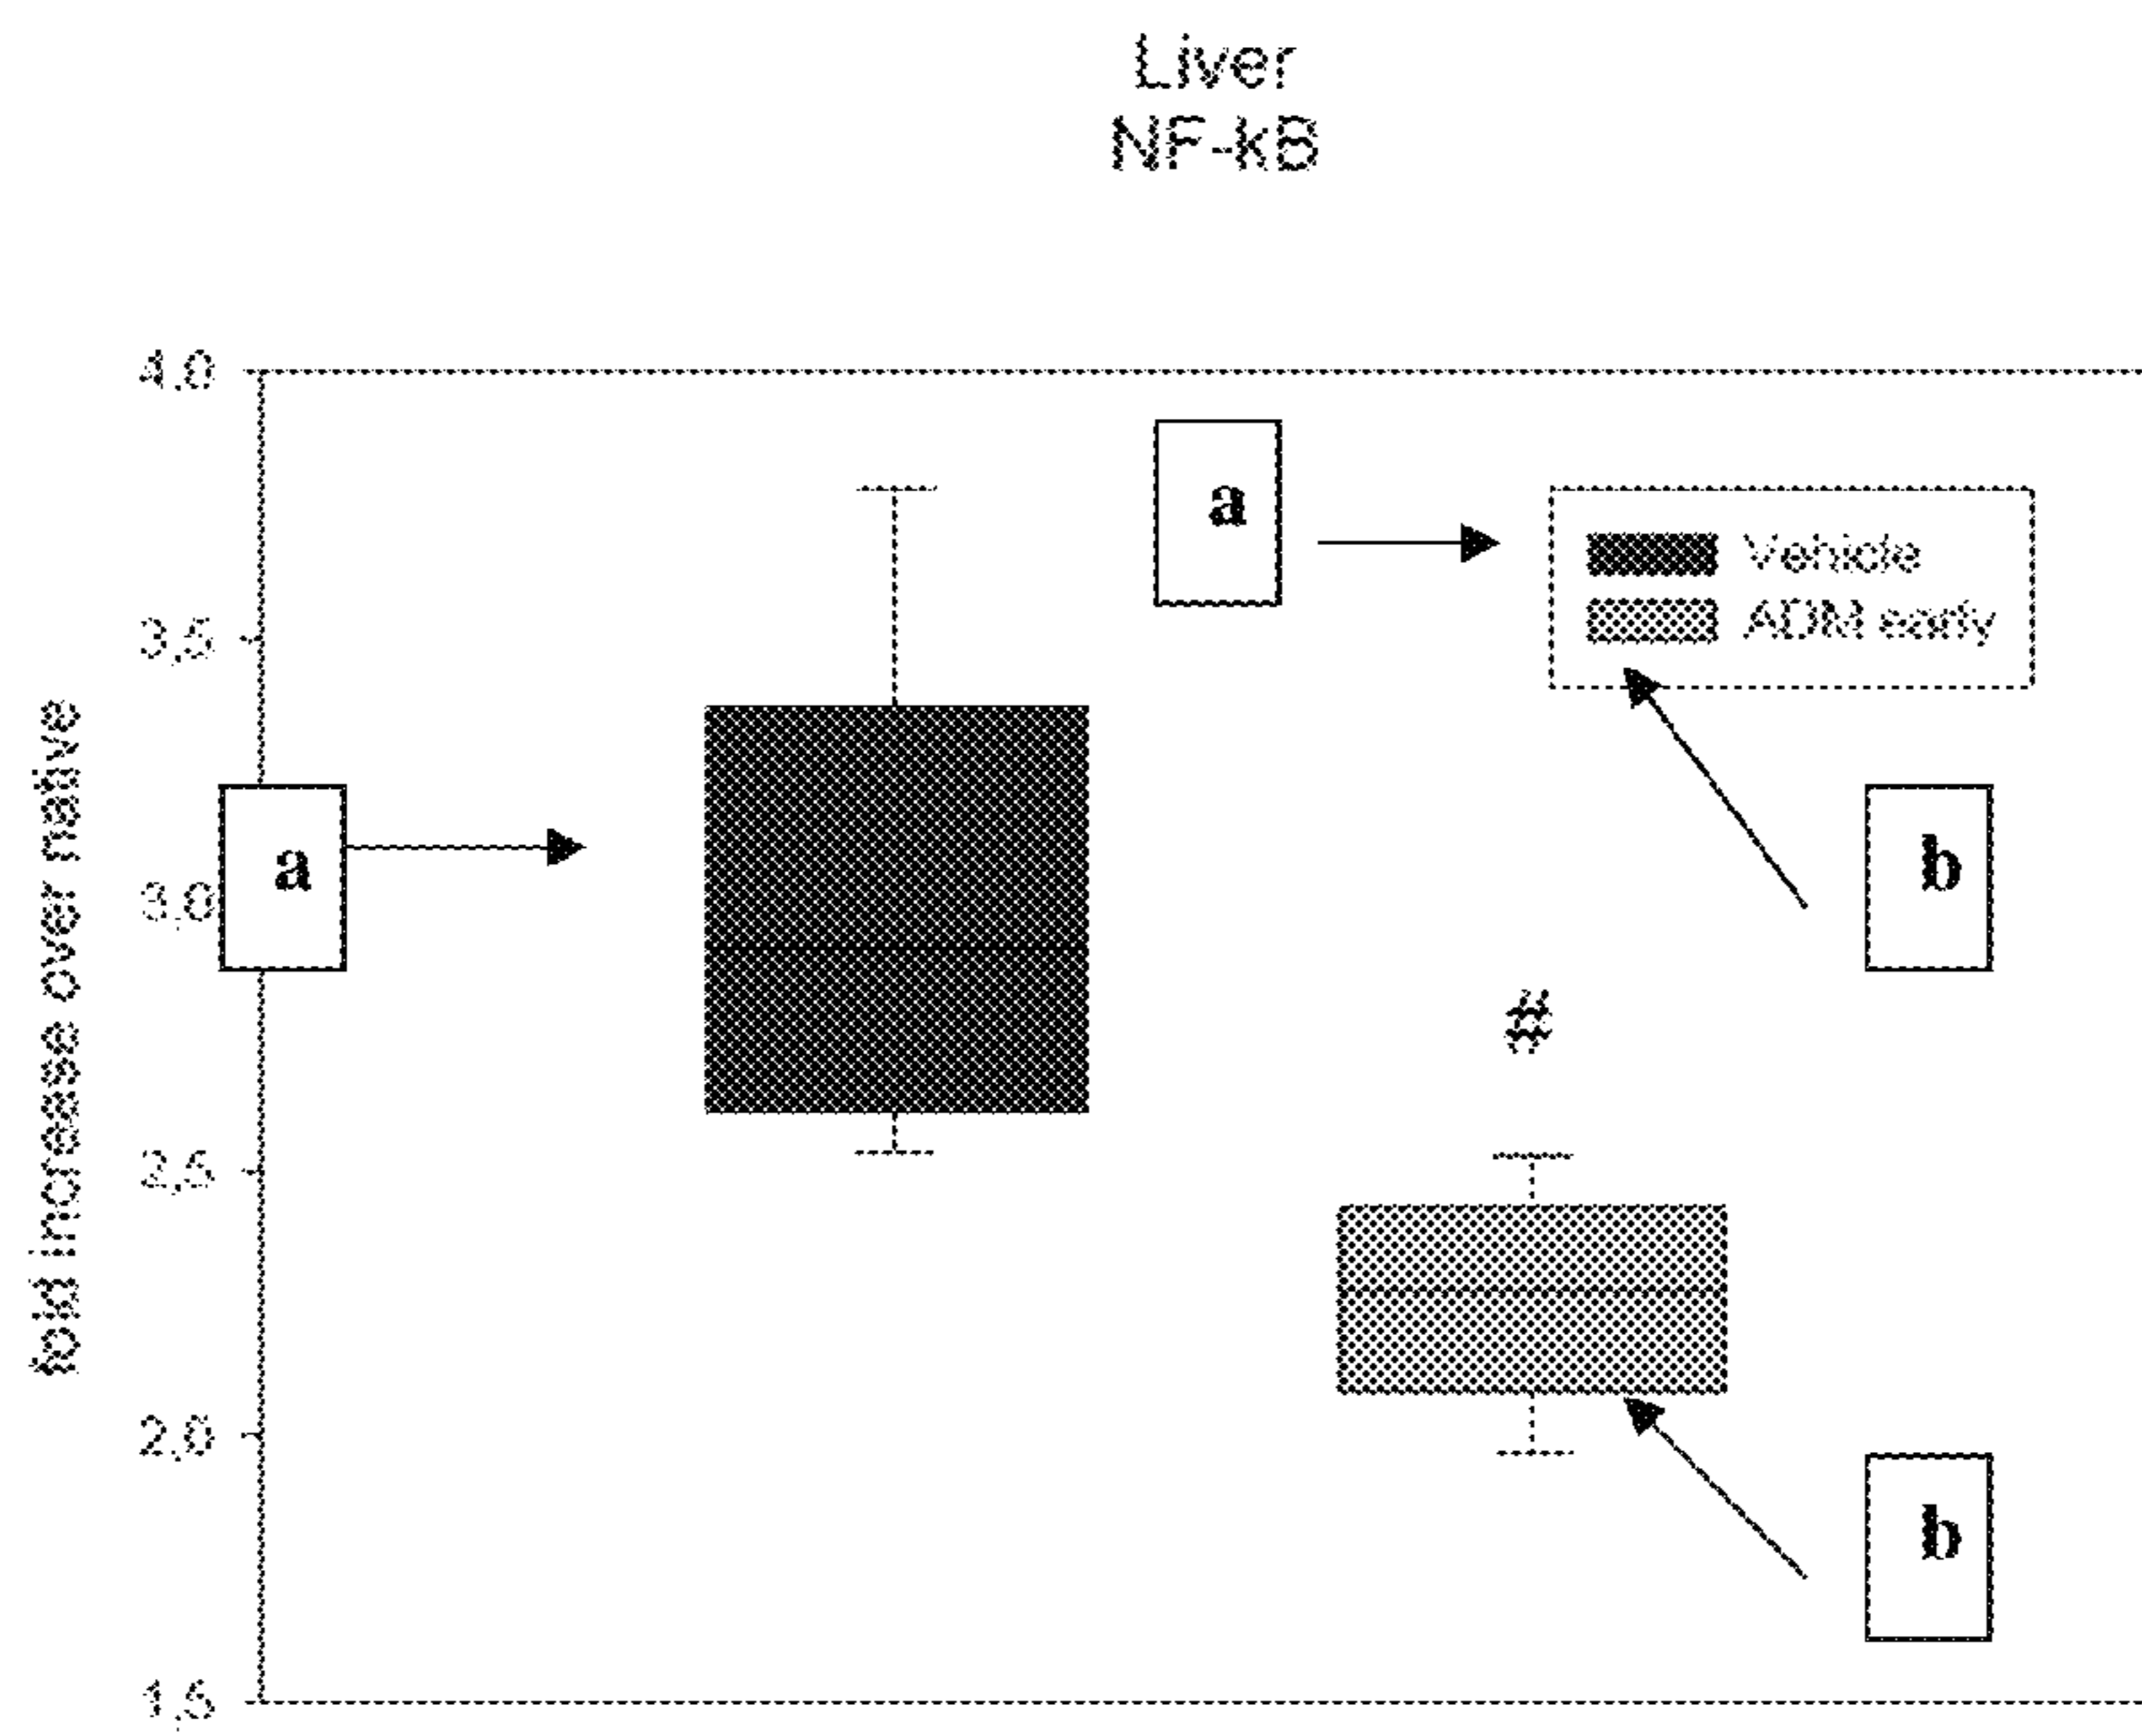 Liver
NF-kB
4,0
a
Vehicle
3,5
ADM early
fold increase over native
a
b
3,0
#
2,5
2,0
b
1,5